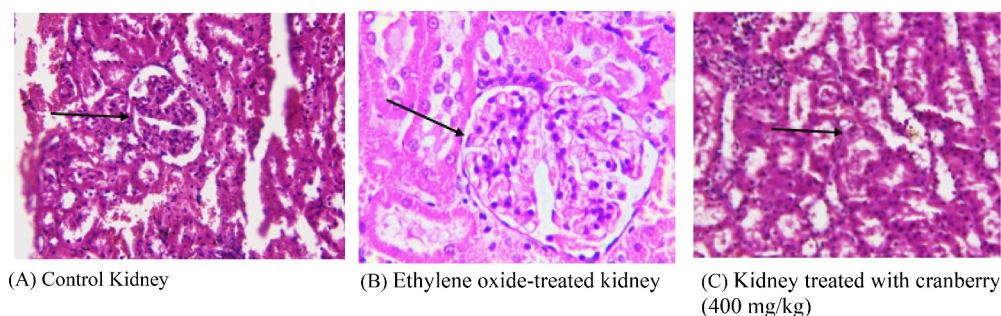 (A) Control Kidney
(B) Ethylene oxide-treated kidney
(C) Kidney treated with cranberry
(400 mg/kg)